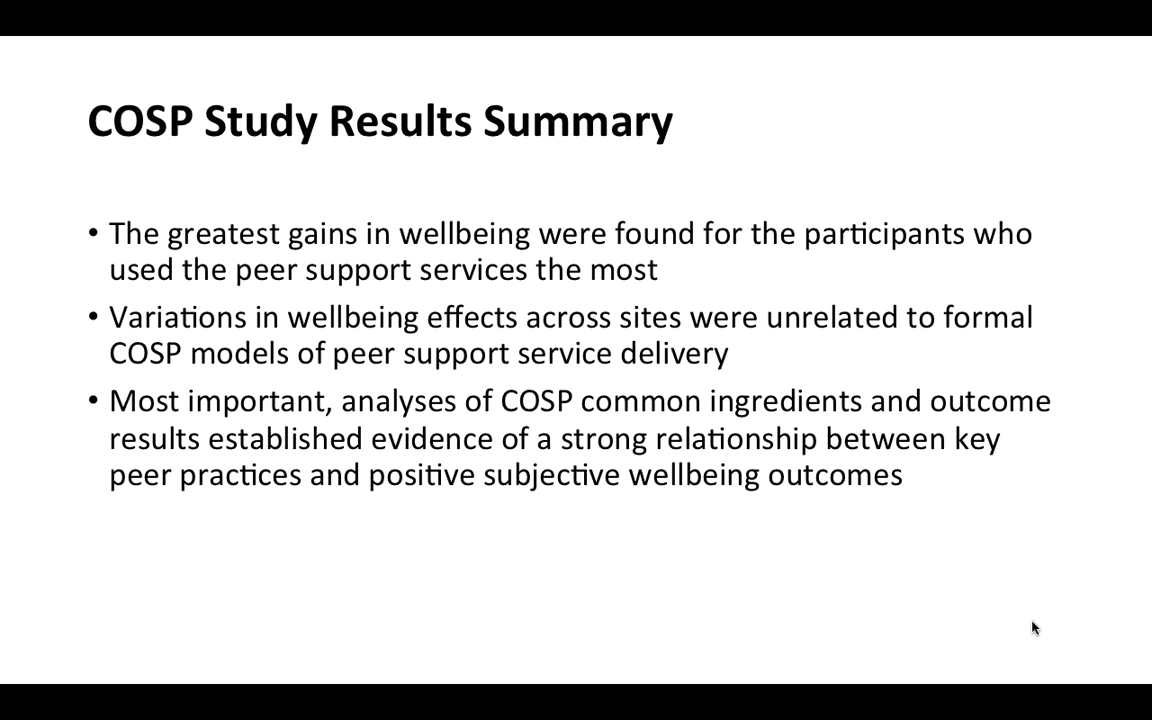 COSP Study Results Summary
• The greatest gains in wellbeing were found for the participants who
used the peer support services the most
• Variations in wellbeing effects across sites were unrelated to formal
COSP models of peer support service delivery
• Most important, analyses of COSP common ingredients and outcome
results established evidence of a strong relationship between key
peer practices and positive subjective wellbeing outcomes